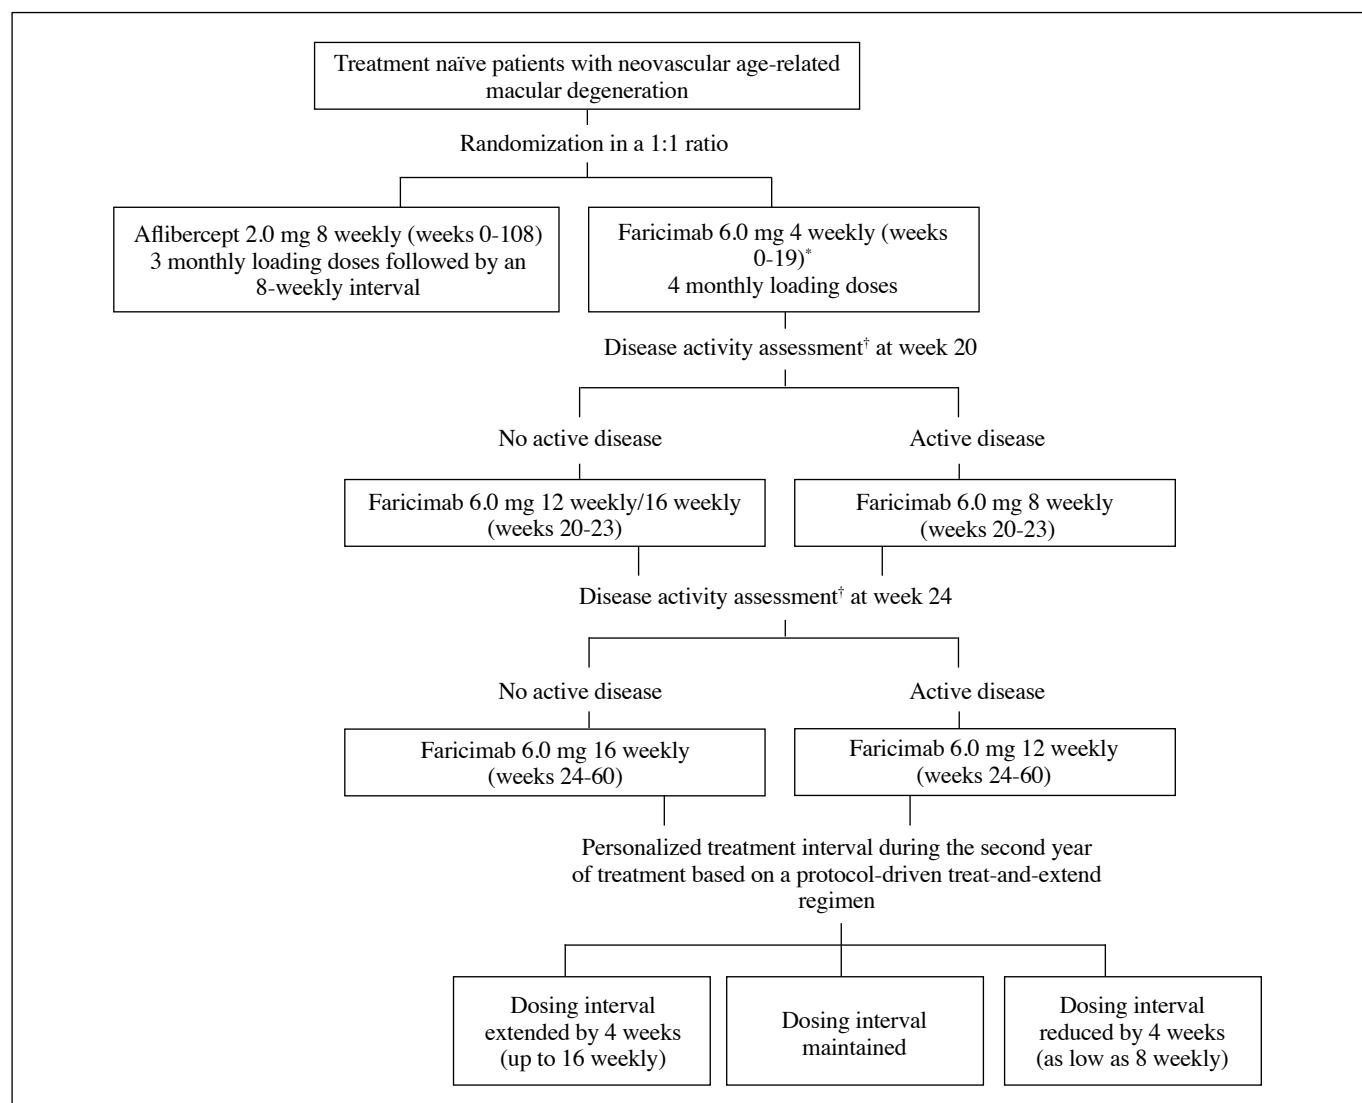 Treatment naïve patients with neovascular age-related
macular degeneration
Randomization in a 1:1 ratio
Aflibercept 2.0 mg 8 weekly (weeks 0-108)
3 monthly loading doses followed by an
8-weekly interval
Faricimab 6.0 mg 4 weekly (weeks
0-19)*
4 monthly loading doses
Disease activity assessment† at week 20
No active disease
Active disease
Faricimab 6.0 mg 12 weekly/16 weekly
(weeks 20-23)
Faricimab 6.0 mg 8 weekly
(weeks 20-23)
Disease activity assessment† at week 24
No active disease
Active disease
Faricimab 6.0 mg 16 weekly
(weeks 24-60)
Faricimab 6.0 mg 12 weekly
(weeks 24-60)
Personalized treatment interval during the second year
of treatment based on a protocol-driven treat-and-extend
regimen
Dosing interval
extended by 4 weeks
(up to 16 weekly)
Dosing interval
maintained
Dosing interval
reduced by 4 weeks
(as low as 8 weekly)